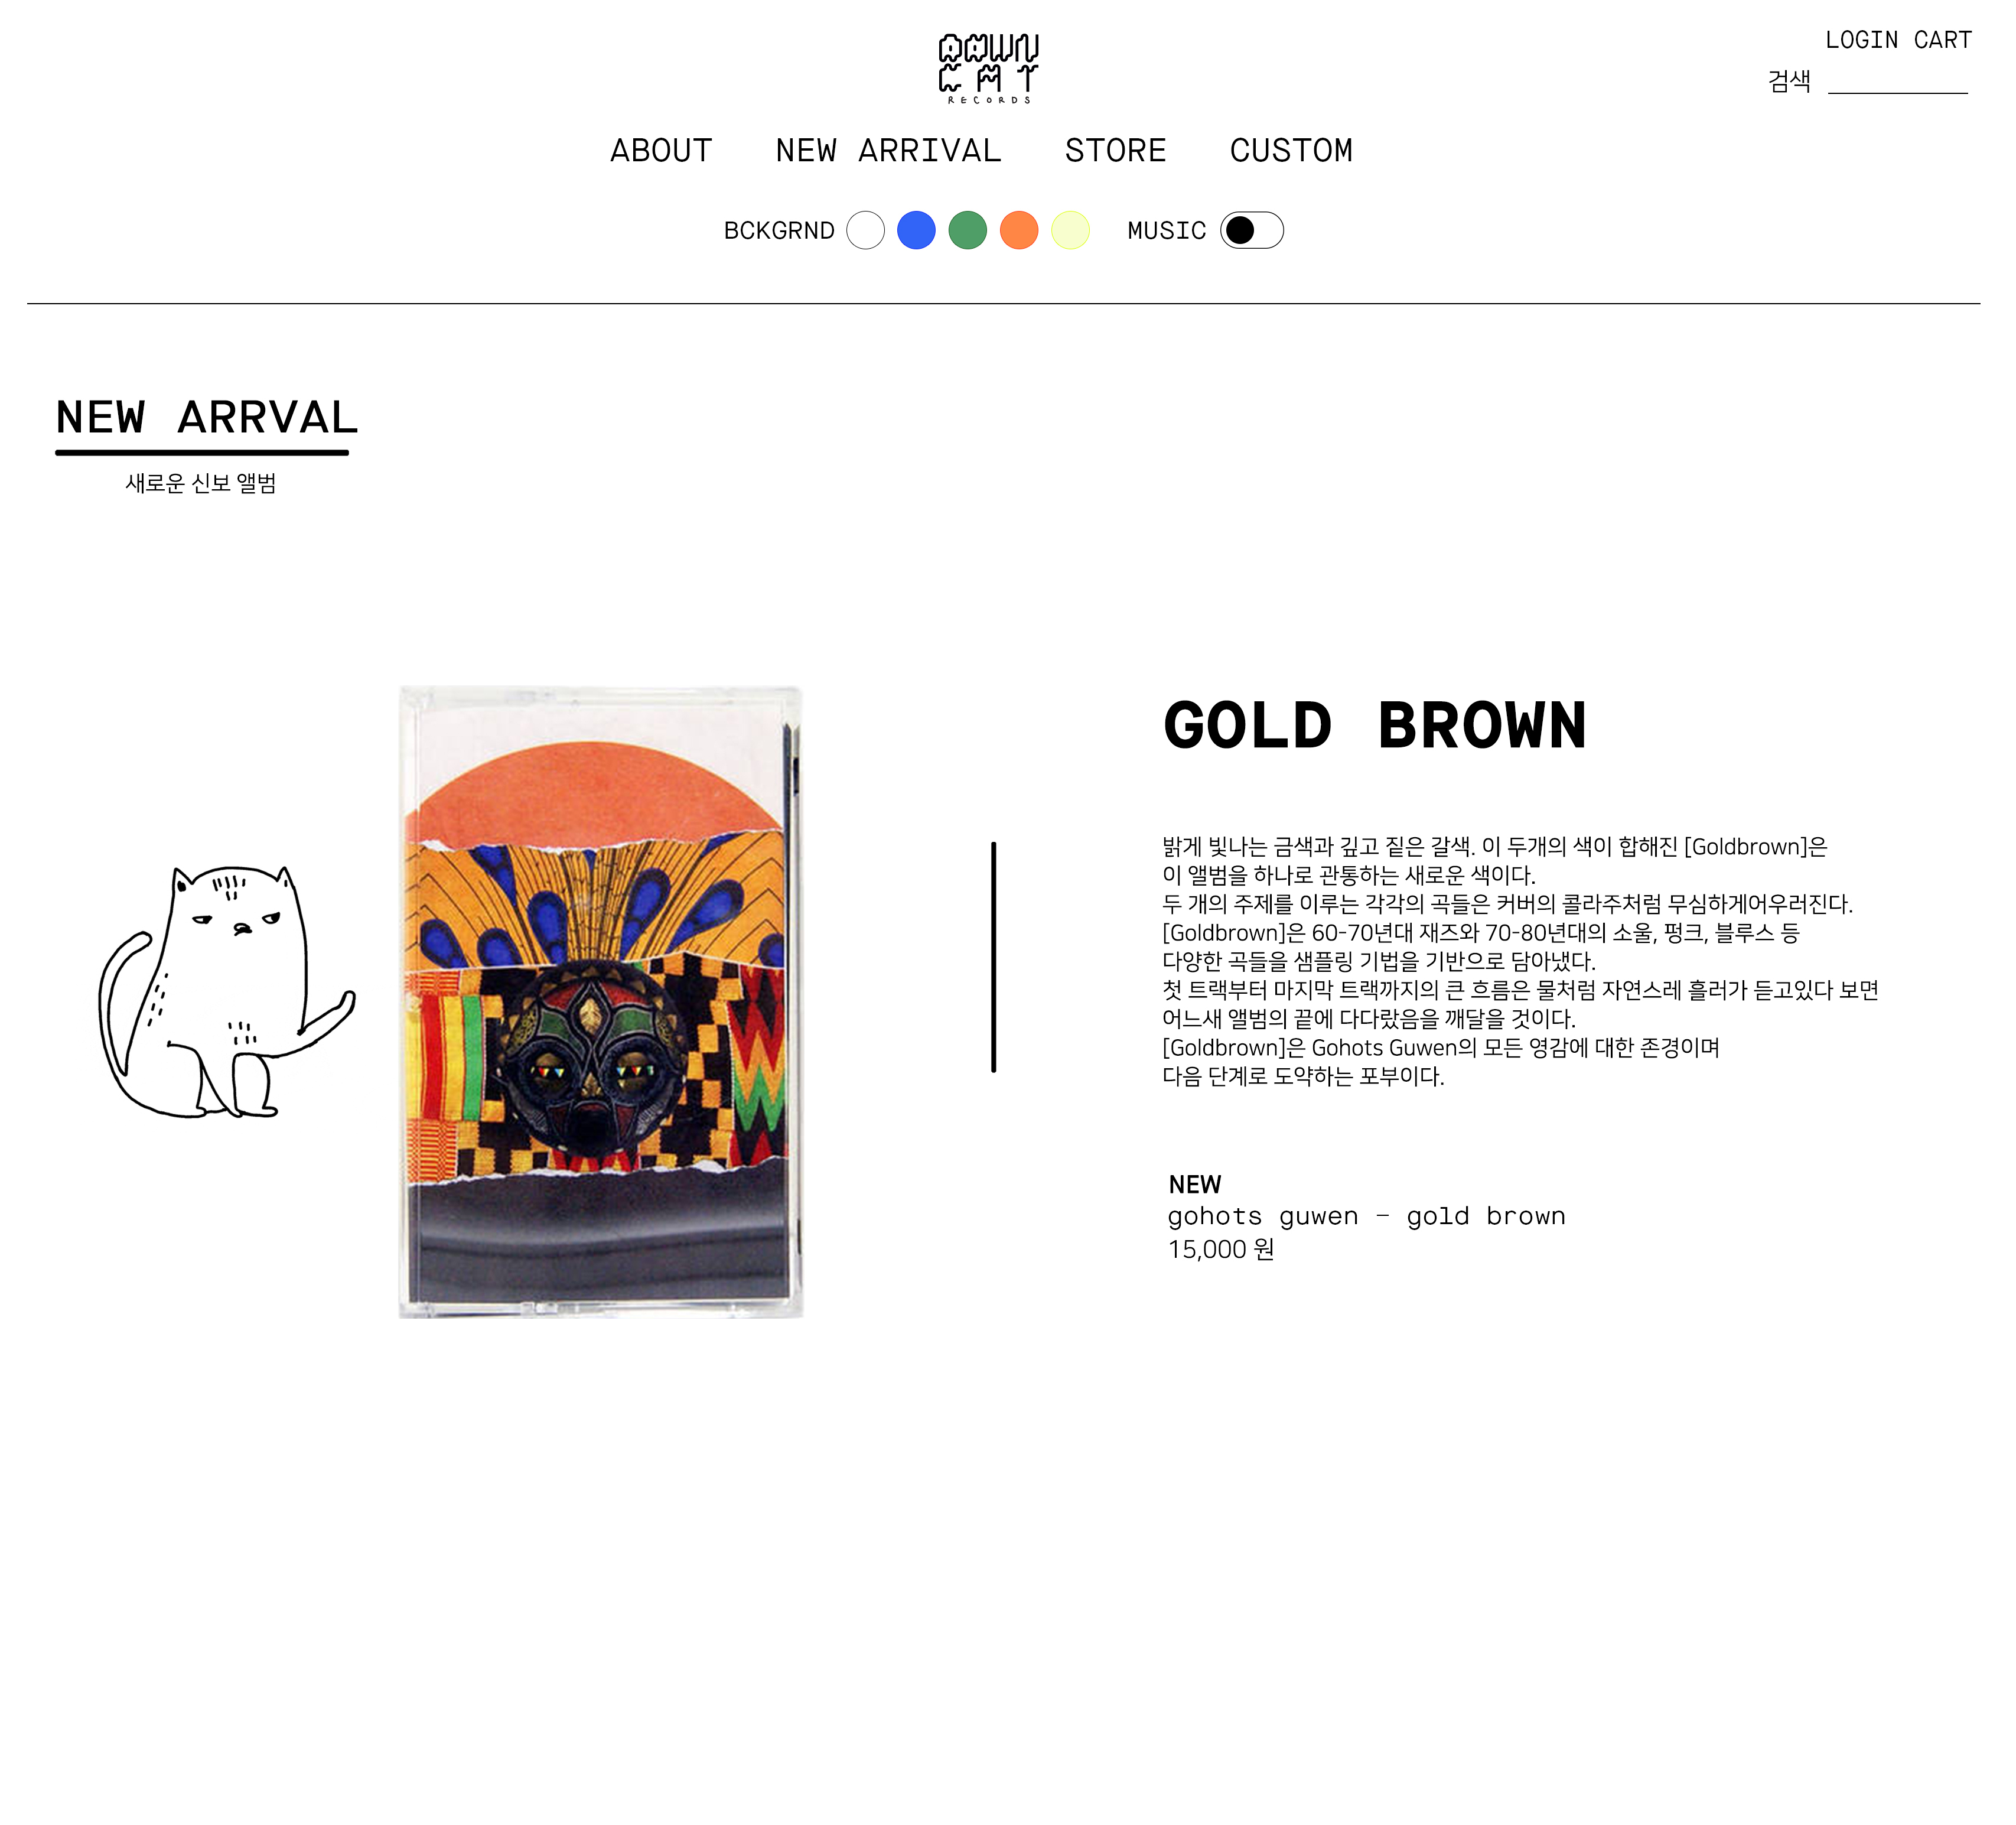 DOWN
CAT
RECORDS
LOGIN CART
검색
ABOUT NEW ARRIVAL STORE CUSTOM
BCKGRND MUSIC
NEW ARRVAL
새로운 신보 앨범
GOLD BROWN
밝게 빛나는 금색과 깊고 짙은 갈색. 이 두개의 색이 합해진 [Goldbrown]은
이 앨범을 하나로 관통하는 새로운 색이다.
두 개의 주제를 이루는 각각의 곡들은 커버의 콜라주처럼 무심하게어우러진다.
[Goldbrown]은 60-70년대 재즈와 70-80년대의 소울, 펑크, 블루스 등
다양한 곡들을 샘플링 기법을 기반으로 담아냈다.
첫 트랙부터 마지막 트랙까지의 큰 흐름은 물처럼 자연스레 흘러가 듣고있다 보면
어느새 앨범의 끝에 다다랐음을 깨달을 것이다.
[Goldbrown]은 Gohots Guwen의 모든 영감에 대한 존경이며
다음 단계로 도약하는 포부이다.
NEW
gohots guwen – gold brown
15,000 원